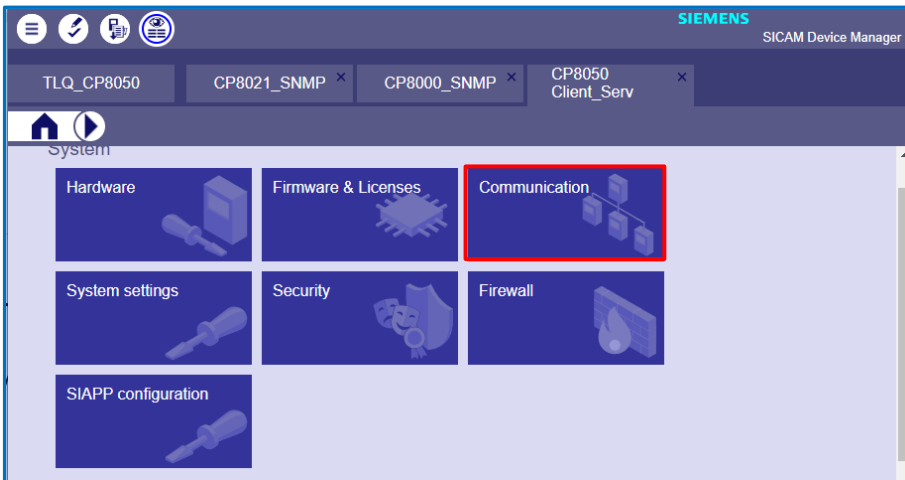 SIEMENS
SICAM Device Manager
TLQ_CP8050
CP8021_SNMP
CP8000_SNMP
CP8050
Client_Serv
System
Hardware
Firmware & Licenses
Communication
System settings
Security
Firewall
SIAPP configuration